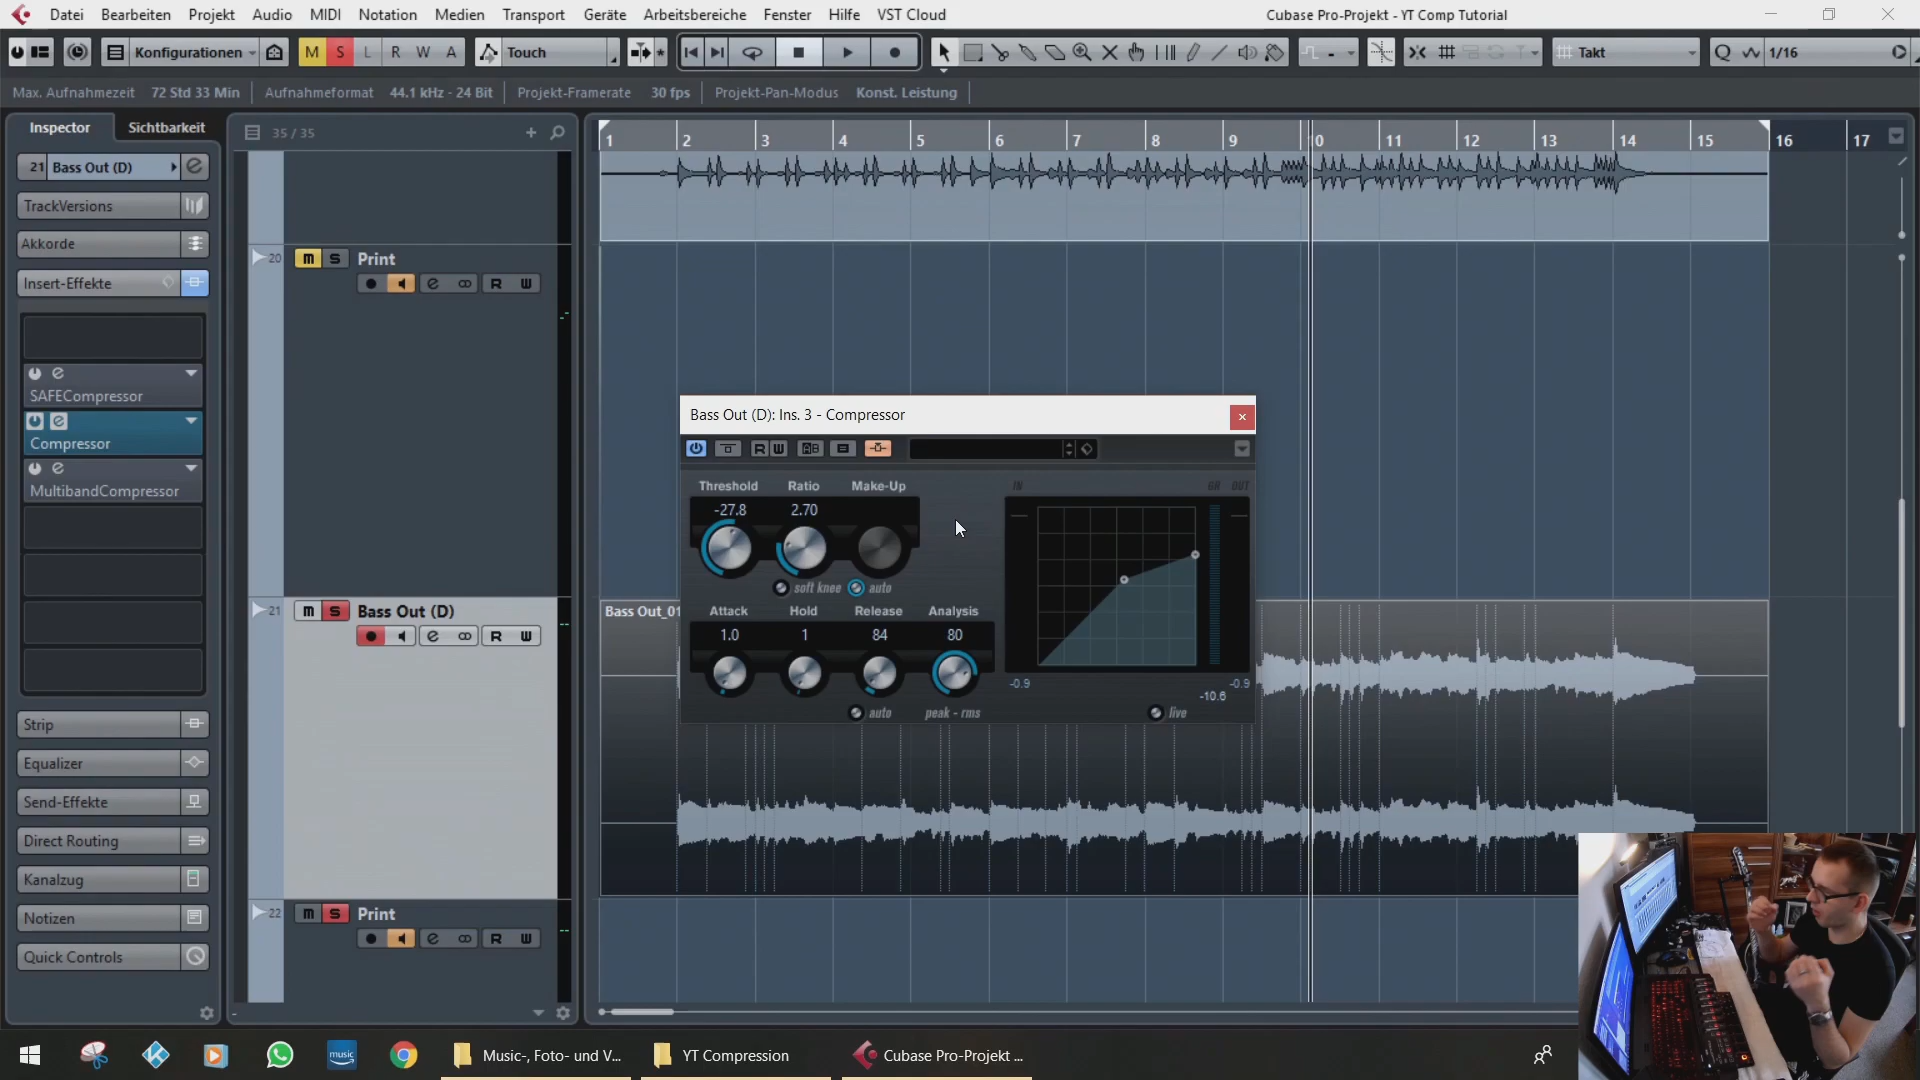 Datei Bearbeiten Projekt Audio MIDI Notation Medien Transport Geräte Arbeitsbereiche Fenster Hilfe VST Cloud Cubase Pro-Projekt - YT Comp Tutorial
Konfigurationen M S L R W A Touch Takt Q 1/16
Max. Aufnahmezeit 72 Std 33 Min Aufnahmeformat 44.1 kHz - 24 Bit Projekt-Framerate 30 fps Projekt-Pan-Modus Konst. Leistung
Inspector Sichtbarkeit 35 / 35
1 2 3 4 5 6 7 8 9 10 11 12 13 14 15 16 17
21 Bass Out (D)
TrackVersions
Akkorde
Insert-Effekte
SAFECompressor
Compressor
MultibandCompressor
Strip
Equalizer
Send-Effekte
Direct Routing
Kanalzug
Notizen
Quick Controls
20 m S Print
R W
21 m S Bass Out (D)
R W
22 m S Print
R W
Bass Out_01
Bass Out (D): Ins. 3 - Compressor
R W AB
Threshold Ratio Make-Up IN GR OUT
-27.8 2.70
soft knee auto
Attack Hold Release Analysis
1.0 1 84 80
-0.9 -10.6 -0.9
auto peak - rms live
music Music-, Foto- und V... YT Compression Cubase Pro-Projekt ...